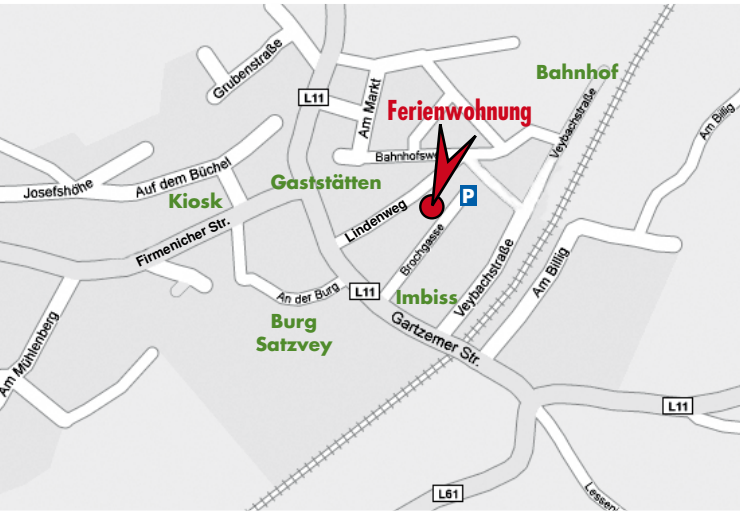 Grubenstraße
Bahnhof
L11
Am Markt
Ferienwohnung
Veybachstraße
Am Billig
Bahnhofsw
Josefshöhe
Auf dem Büchel
Gaststätten
P
Kiosk
Lindenweg
Firmenicher Str.
Brochgasse
Veybachstraße
Am Billig
An der Burg
L11
Imbiss
Burg
Satzvey
Gartzemer Str.
Am Mühlenberg
L11
L61
Lessen